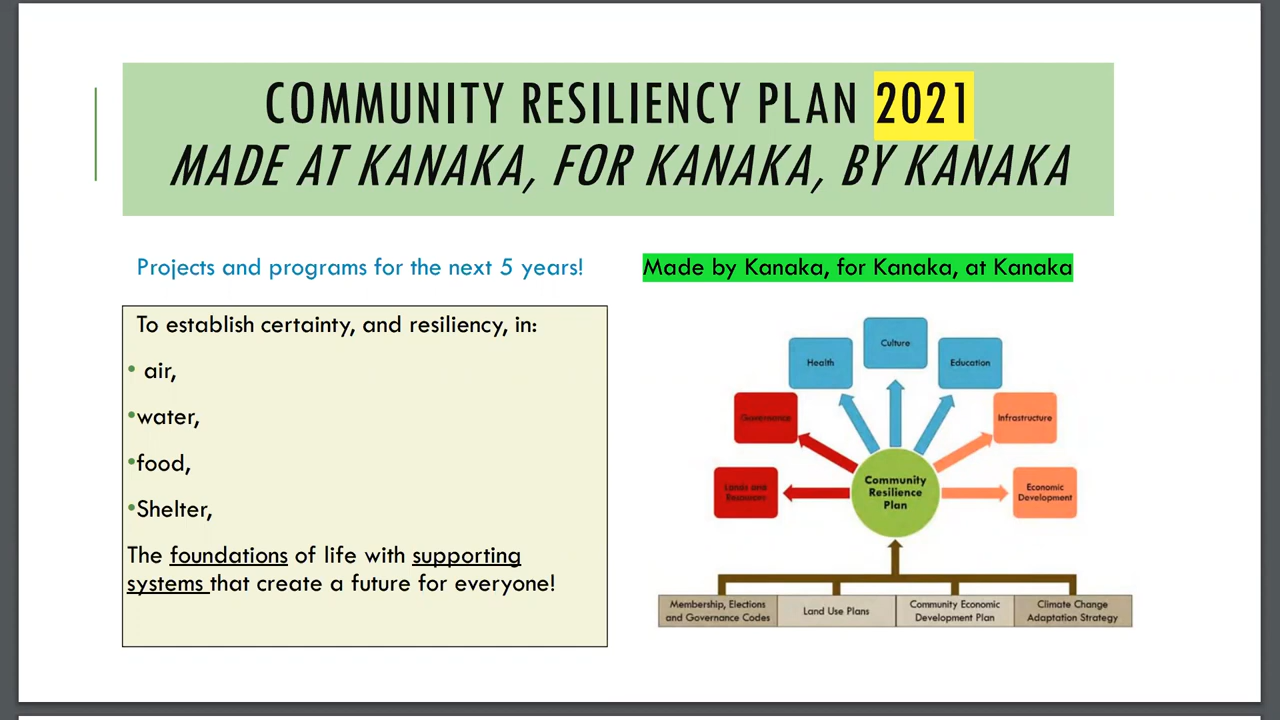 COMMUNITY RESILIENCY PLAN 2021
MADE AT KANAKA, FOR KANAKA, BY KANAKA
Projects and programs for the next 5 years!
To establish certainty, and resiliency, in:
• air,
•water,
•food,
•Shelter,
The foundations of life with supporting
systems that create a future for everyone!
Made by Kanaka, for Kanaka, at Kanaka
Culture
Health
Education
Governance
Infrastructure
Lands and
Resources
Economic
Development
Community
Resilience
Plan
Membership, Elections
and Governance Codes
Land Use Plans
Community Economic
Development Plan
Climate Change
Adaptation Strategy